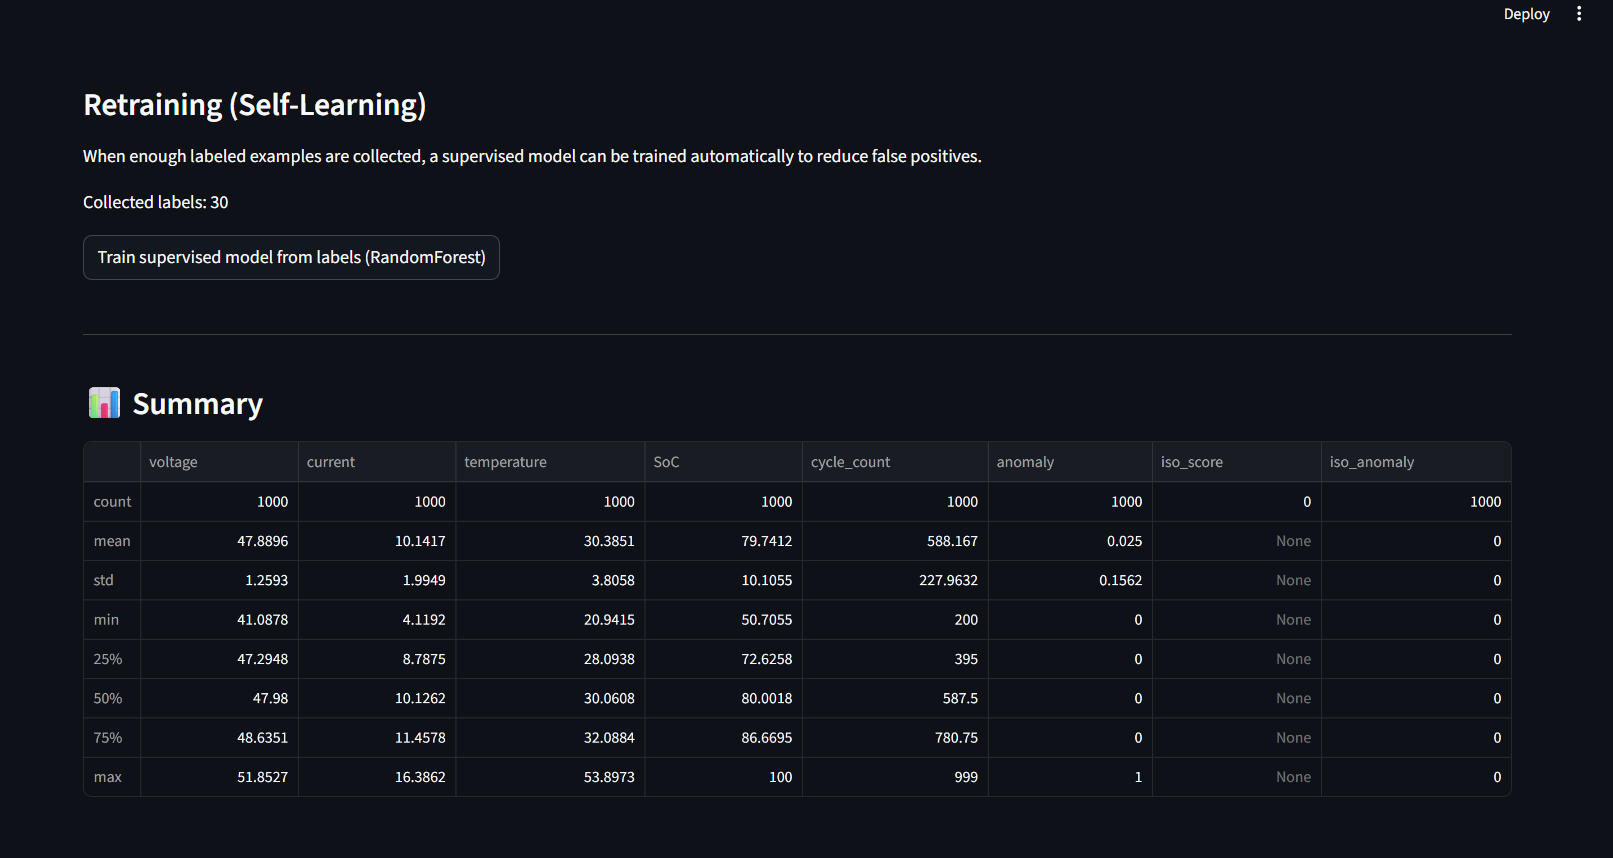 Deploy
Retraining (Self-Learning)
When enough labeled examples are collected, a supervised model can be trained automatically to reduce false positives.
Collected labels: 30
Train supervised model from labels (RandomForest)
Summary
voltage current temperature SoC cycle_count anomaly iso_score iso_anomaly
count 1000 1000 1000 1000 1000 1000 0 1000
mean 47.8896 10.1417 30.3851 79.7412 588.167 0.025 None 0
std 1.2593 1.9949 3.8058 10.1055 227.9632 0.1562 None 0
min 41.0878 4.1192 20.9415 50.7055 200 0 None 0
25% 47.2948 8.7875 28.0938 72.6258 395 0 None 0
50% 47.98 10.1262 30.0608 80.0018 587.5 0 None 0
75% 48.6351 11.4578 32.0884 86.6695 780.75 0 None 0
max 51.8527 16.3862 53.8973 100 999 1 None 0